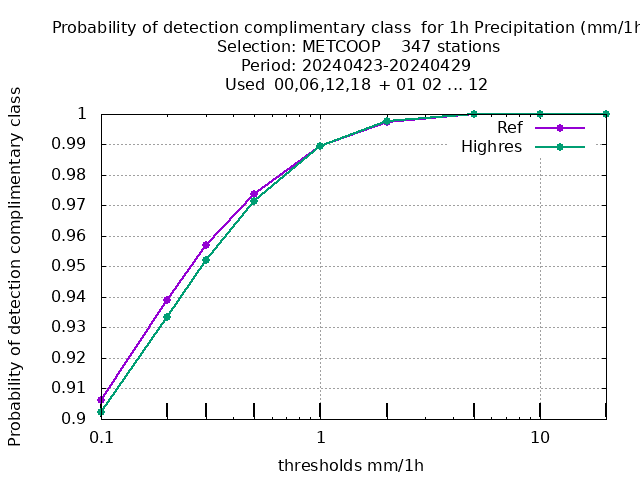 Probability of detection complimentary class  for 1h Precipitation (mm/1h
Selection: METCOOP    347 stations
Period: 20240423-20240429
Used  00,06,12,18 + 01 02 ... 12
Probability of detection complimentary class
1
0.99
0.98
0.97
0.96
0.95
0.94
0.93
0.92
0.91
0.9
Ref
Highres
0.1
1
10
thresholds mm/1h